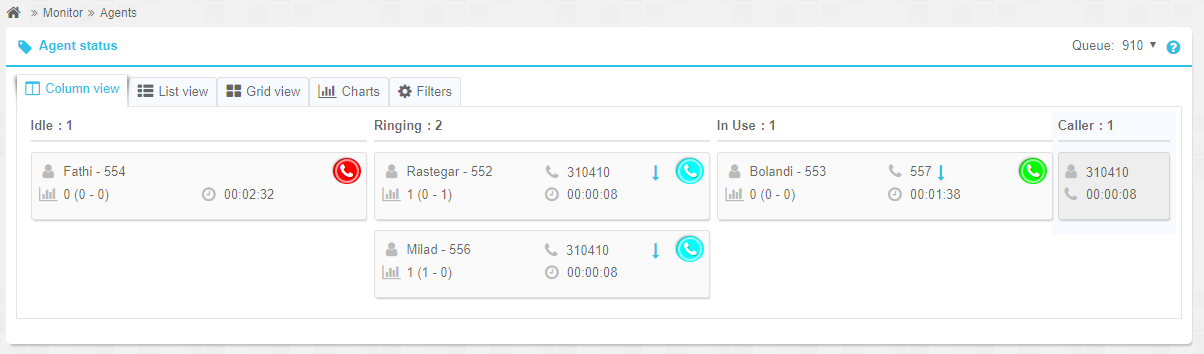 » Monitor » Agents
Agent status
Queue: 910
Column view
List view
Grid view
Charts
Filters
Idle : 1
Fathi - 554
0 (0 - 0) 00:02:32
Ringing : 2
Rastegar - 552 310410
1 (0 - 1) 00:00:08
Milad - 556 310410
1 (1 - 0) 00:00:08
In Use : 1
Bolandi - 553 557
0 (0 - 0) 00:01:38
Caller : 1
310410
00:00:08